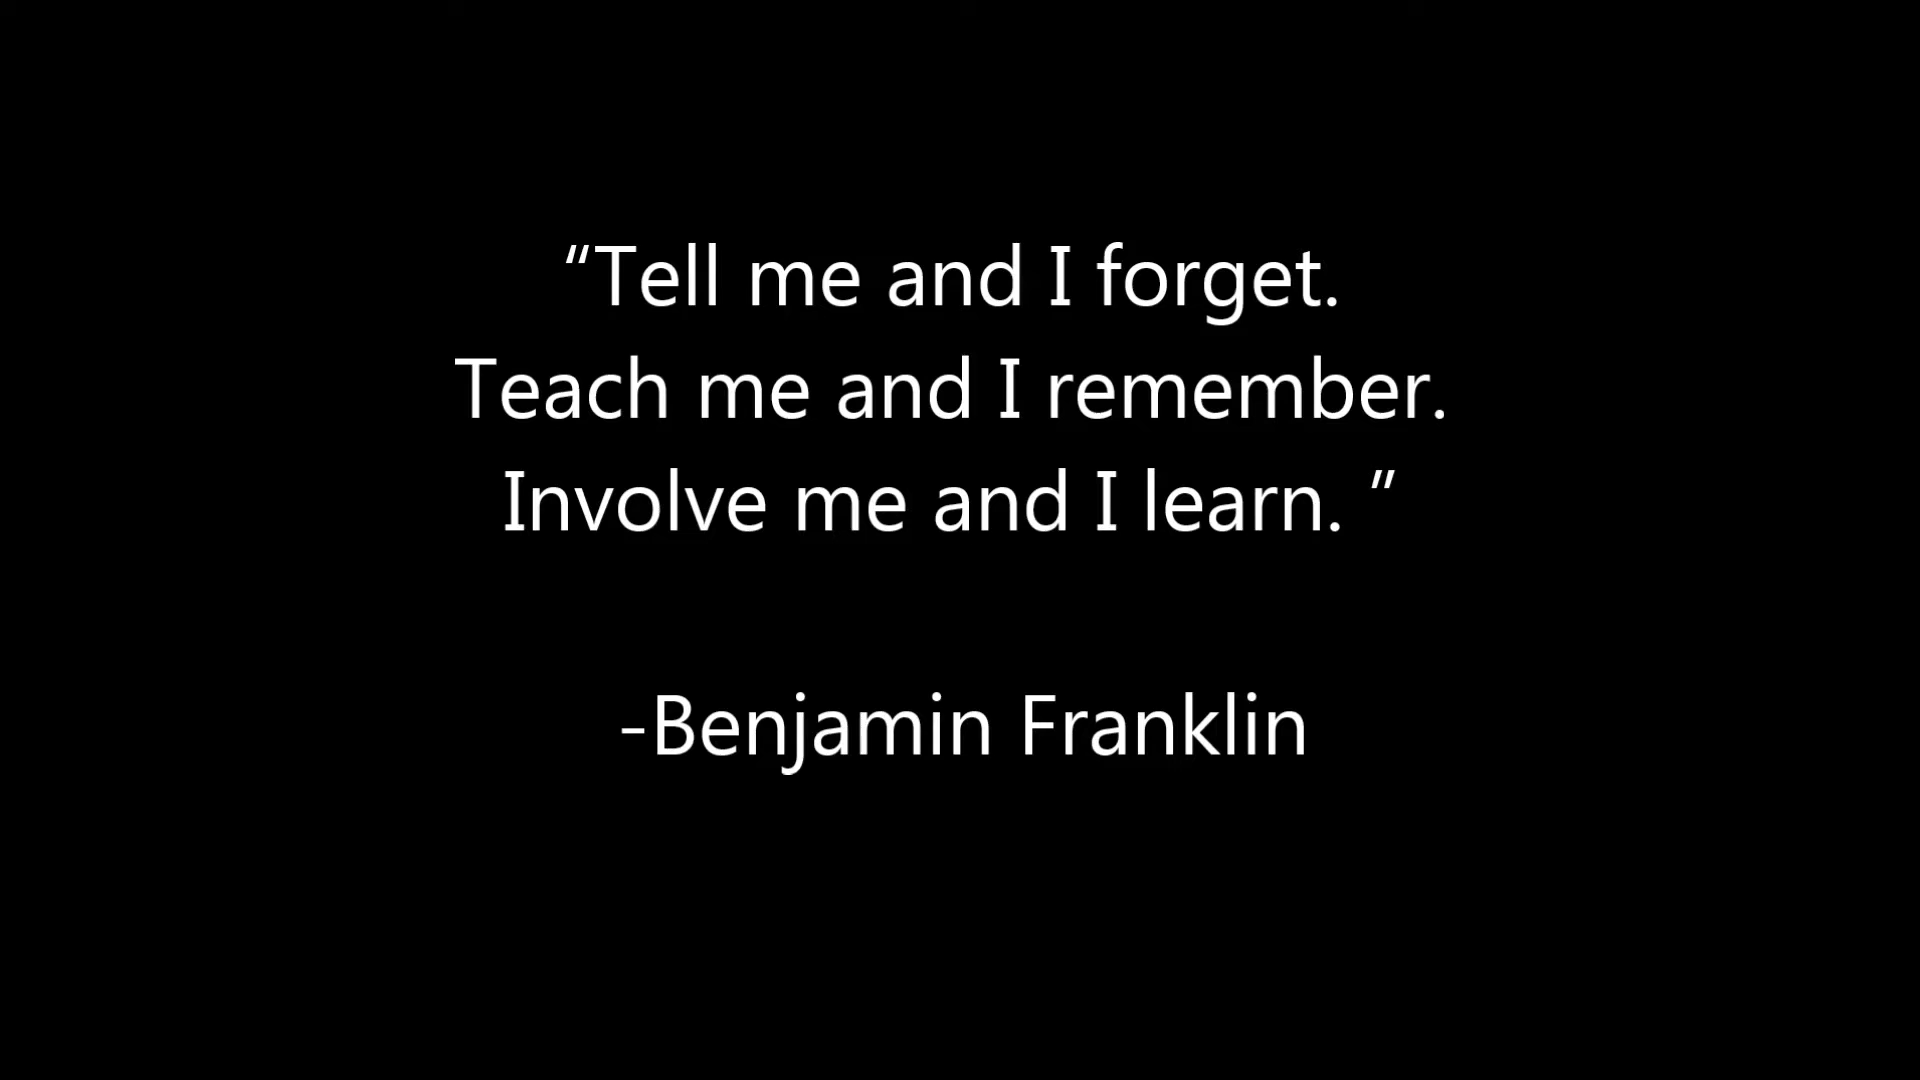 “Tell me and I forget.
Teach me and I remember.
Involve me and I learn. ”
-Benjamin Franklin